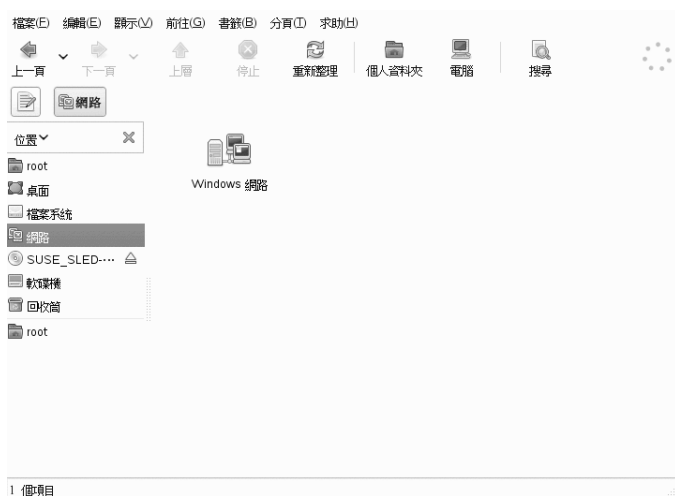 檔案(F) 編輯(E) 顯示(V) 前往(G) 書籤(B) 分頁(T) 求助(H)
上一頁 下一頁 上層 停止 重新整理 個人資料夾 電腦 搜尋
網路
位置
root
桌面
檔案系統
網路
SUSE_SLED-···
軟碟機
回收筒
root
Windows 網路
1 個項目